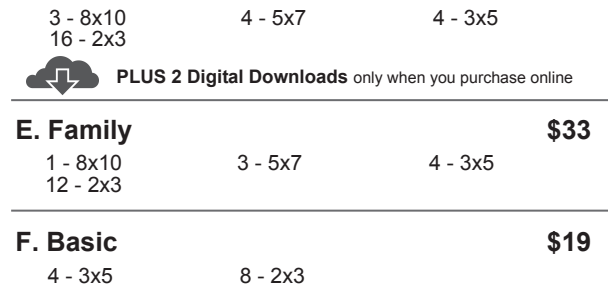 3 - 8x10 4 - 5x7 4 - 3x5
16 - 2x3
PLUS 2 Digital Downloads only when you purchase online
E. Family $33
1 - 8x10 3 - 5x7 4 - 3x5
12 - 2x3
F. Basic $19
4 - 3x5 8 - 2x3